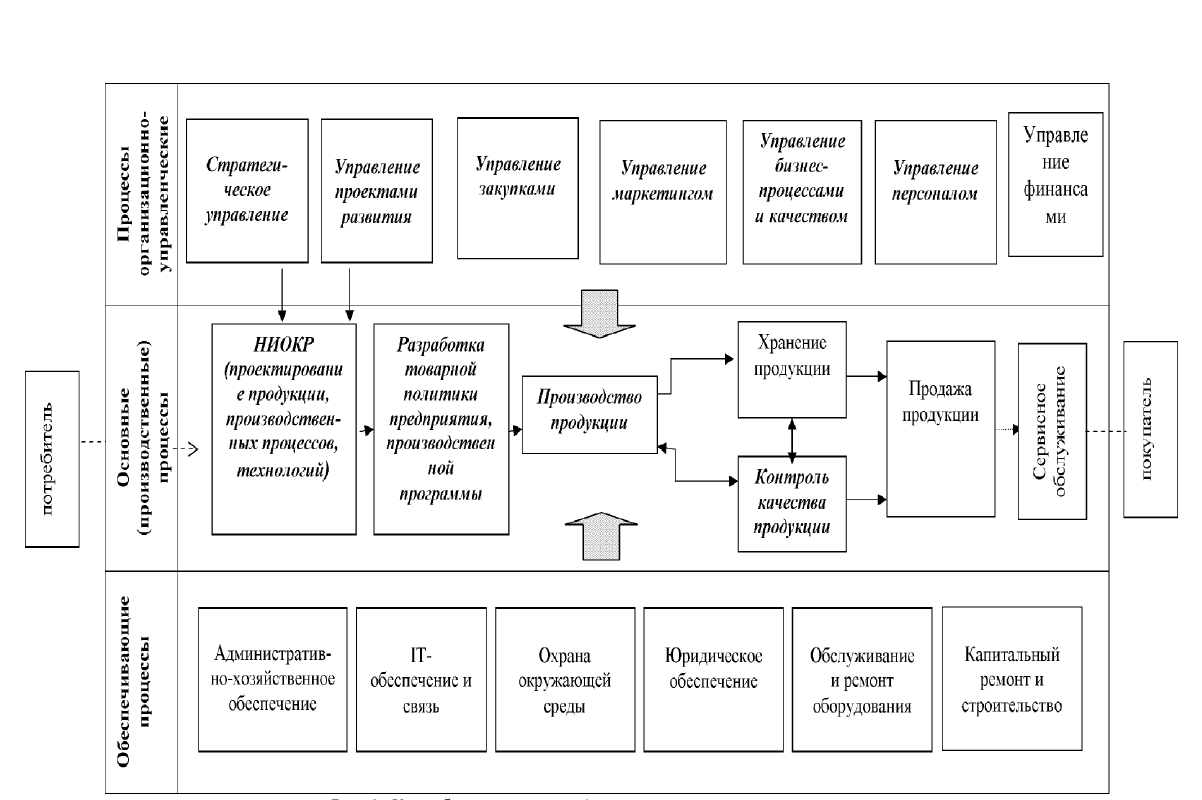 Процессы
организационно-
управленческие
Стратеги-
ческое
управление
Управление
проектами
развития
Управление
закупками
Управление
маркетингом
Управление
бизнес-
процессами
и качеством
Управление
персоналом
Управле
ние
финанса
ми
потребитель
Основные
(производственные)
процессы
НИОКР
(проектировани
е продукции,
производствен-
ных процессов,
технологий)
Разработка
товарной
политики
предприятия,
производствен
ной
программы
Производство
продукции
Хранение
продукции
Контроль
качества
продукции
Продажа
продукции
Сервисное
обслуживание
покупатель
Обеспечивающие
процессы
Административ-
но-хозяйственное
обеспечение
IT-
обеспечение и
связь
Охрана
окружающей
среды
Юридическое
обеспечение
Обслуживание
и ремонт
оборудования
Капитальный
ремонт и
строительство